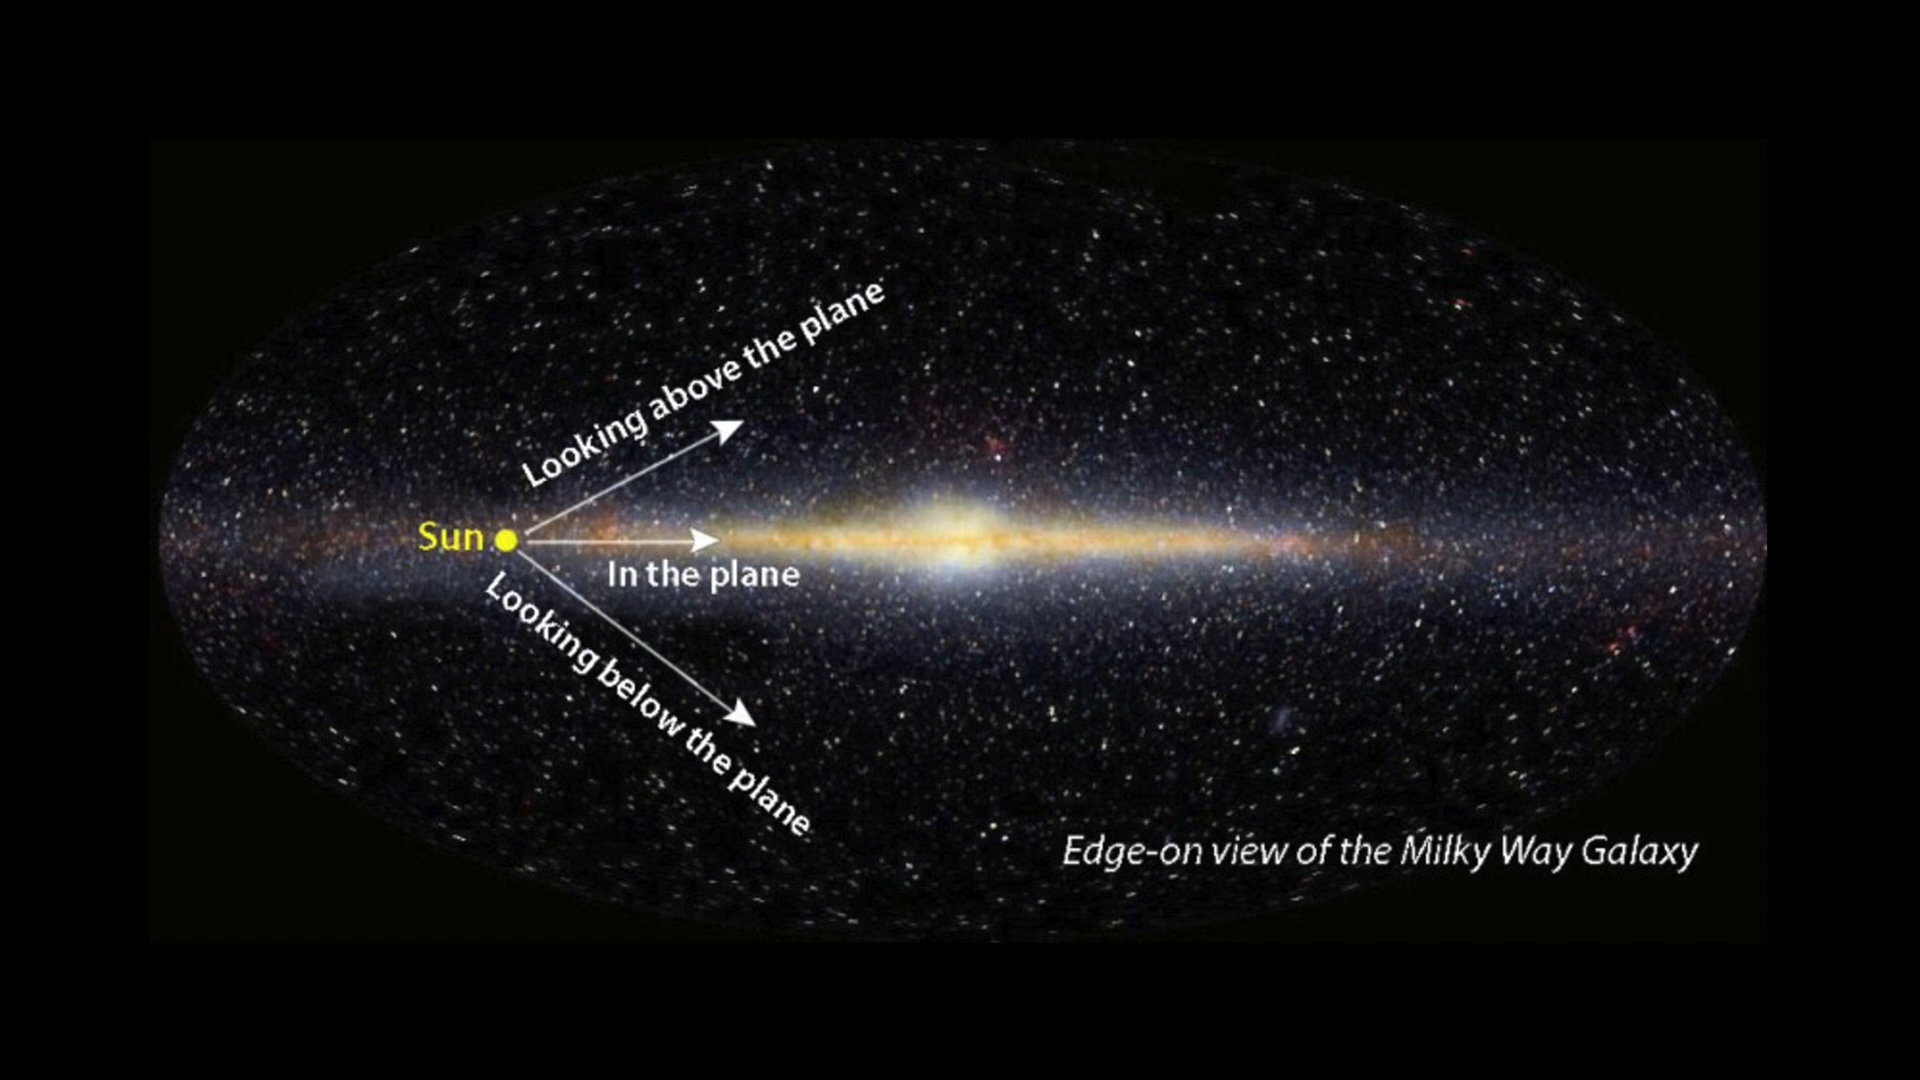 Looking above the plane
Sun
In the plane
Looking below the plane
Edge-on view of the Milky Way Galaxy